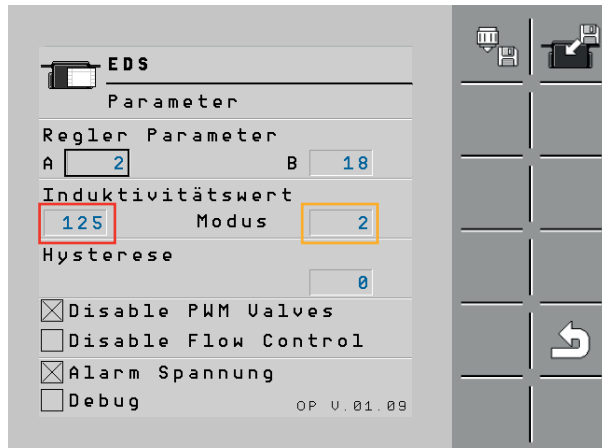 EDS
Parameter
Regler Parameter
A 2 B 18
Induktivitätswert
125 Modus 2
Hysterese
0
Disable PWM Valves
Disable Flow Control
Alarm Spannung
Debug OP V.01.09